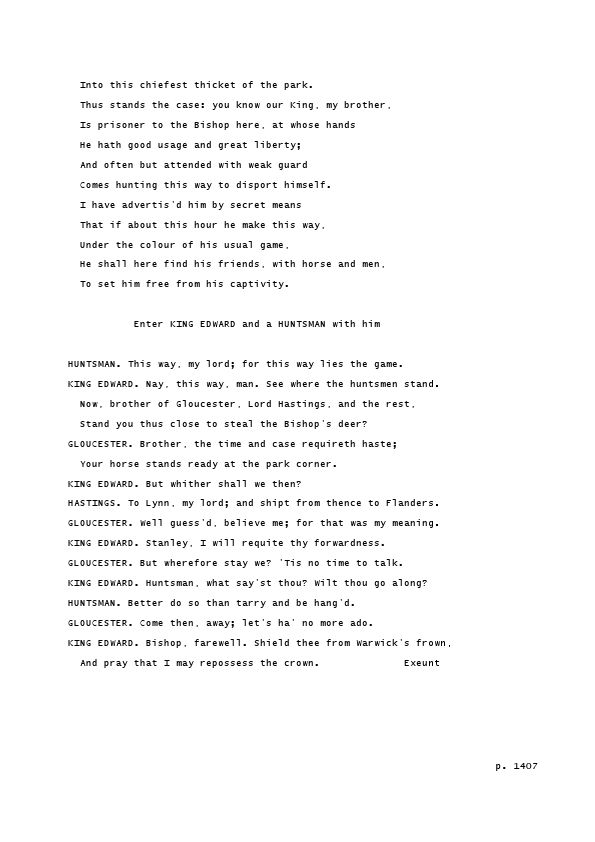 Into this chiefest thicket of the park.
Thus stands the case: you know our King, my brother,
Is prisoner to the Bishop here, at whose hands
He hath good usage and great liberty;
And often but attended with weak guard
Comes hunting this way to disport himself.
I have advertis'd him by secret means
That if about this hour he make this way,
Under the colour of his usual game,
He shall here find his friends, with horse and men,
To set him free from his captivity.
Enter KING EDWARD and a HUNTSMAN with him
HUNTSMAN. This way, my lord; for this way lies the game.
KING EDWARD. Nay, this way, man. See where the huntsmen stand.
Now, brother of Gloucester, Lord Hastings, and the rest,
Stand you thus close to steal the Bishop's deer?
GLOUCESTER. Brother, the time and case requireth haste;
Your horse stands ready at the park corner.
KING EDWARD. But whither shall we then?
HASTINGS. To Lynn, my lord; and shipt from thence to Flanders.
GLOUCESTER. Well guess'd, believe me; for that was my meaning.
KING EDWARD. Stanley, I will requite thy forwardness.
GLOUCESTER. But wherefore stay we? 'Tis no time to talk.
KING EDWARD. Huntsman, what say'st thou? Wilt thou go along?
HUNTSMAN. Better do so than tarry and be hang'd.
GLOUCESTER. Come then, away; let's ha' no more ado.
KING EDWARD. Bishop, farewell. Shield thee from Warwick's frown,
And pray that I may repossess the crown. Exeunt
p. 1407